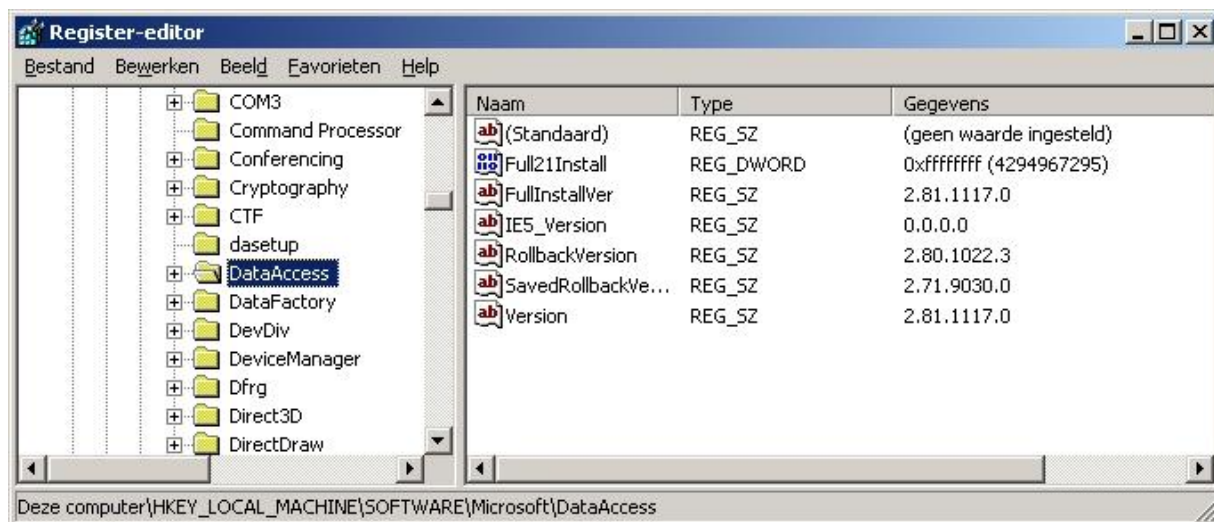 Register-editor
Bestand Bewerken Beeld Favorieten Help
COM3
Command Processor
Conferencing
Cryptography
CTF
dasetup
DataAccess
DataFactory
DevDiv
DeviceManager
Dfrg
Direct3D
DirectDraw
Naam Type Gegevens
(Standaard) REG_SZ (geen waarde ingesteld)
Full21Install REG_DWORD 0xffffffff (4294967295)
FullInstallVer REG_SZ 2.81.1117.0
IE5_Version REG_SZ 0.0.0.0
RollbackVersion REG_SZ 2.80.1022.3
SavedRollbackVe... REG_SZ 2.71.9030.0
Version REG_SZ 2.81.1117.0
Deze computer\HKEY_LOCAL_MACHINE\SOFTWARE\Microsoft\DataAccess